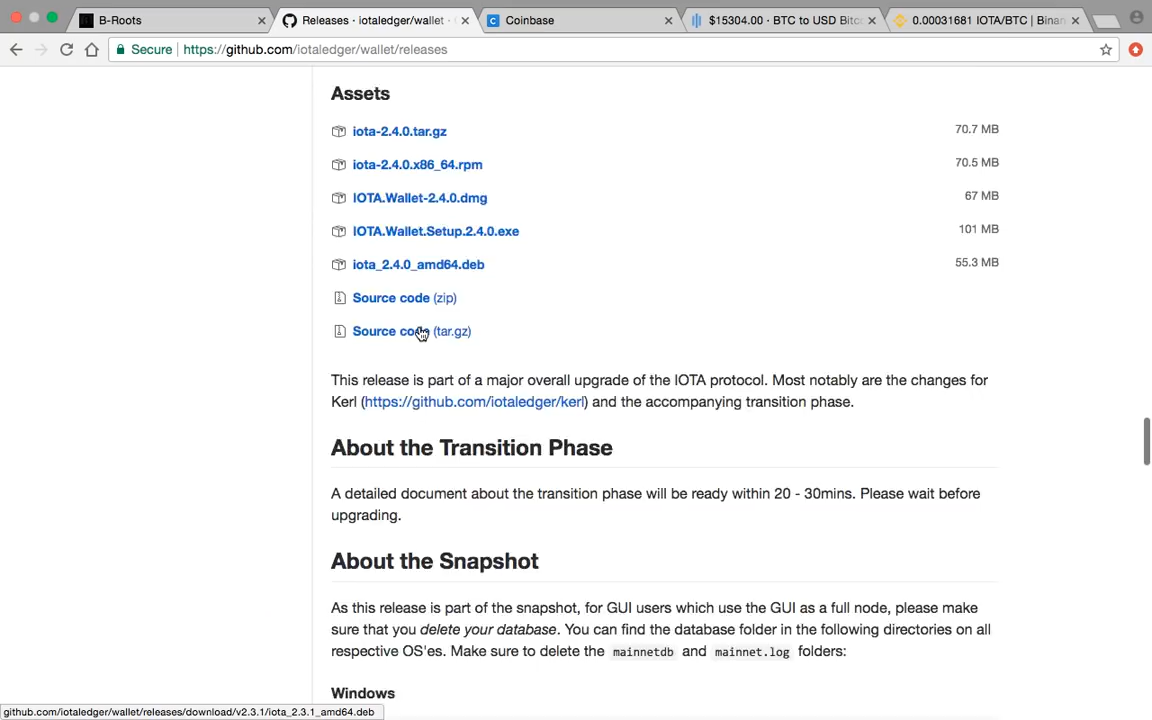 B-Roots
Releases · iotaledger/wallet ·
Coinbase
$15304.00 · BTC to USD Bitc
0.00031681 IOTA/BTC | Binan
Secure
https://github.com/iotaledger/wallet/releases
Assets
iota-2.4.0.tar.gz 70.7 MB
iota-2.4.0.x86_64.rpm 70.5 MB
IOTA.Wallet-2.4.0.dmg 67 MB
IOTA.Wallet.Setup.2.4.0.exe 101 MB
iota_2.4.0_amd64.deb 55.3 MB
Source code (zip)
Source code (tar.gz)
This release is part of a major overall upgrade of the IOTA protocol. Most notably are the changes for
Kerl (https://github.com/iotaledger/kerl) and the accompanying transition phase.
About the Transition Phase
A detailed document about the transition phase will be ready within 20 - 30mins. Please wait before
upgrading.
About the Snapshot
As this release is part of the snapshot, for GUI users which use the GUI as a full node, please make
sure that you delete your database. You can find the database folder in the following directories on all
respective OS'es. Make sure to delete the mainnetdb and mainnet.log folders:
Windows
github.com/iotaledger/wallet/releases/download/v2.3.1/iota_2.3.1_amd64.deb